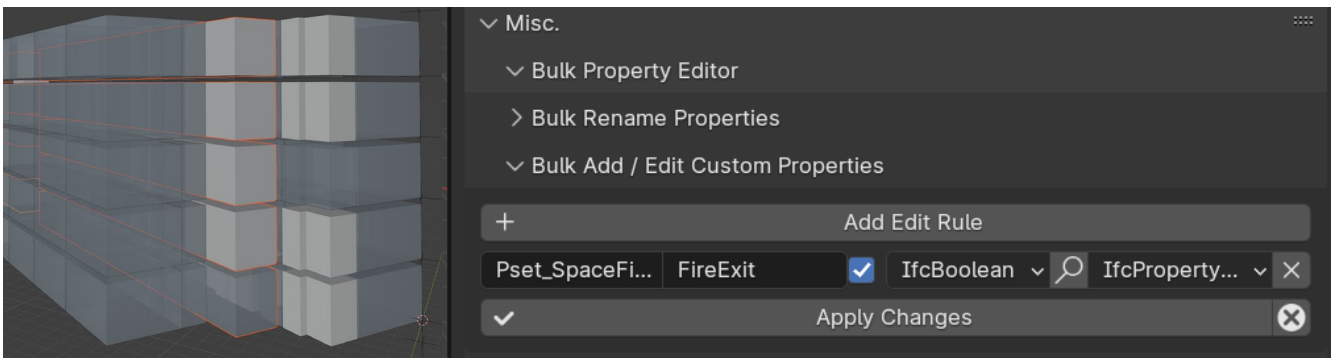 Misc.
Bulk Property Editor
Bulk Rename Properties
Bulk Add / Edit Custom Properties
Add Edit Rule
Pset_SpaceFi... FireExit IfcBoolean IfcProperty...
Apply Changes